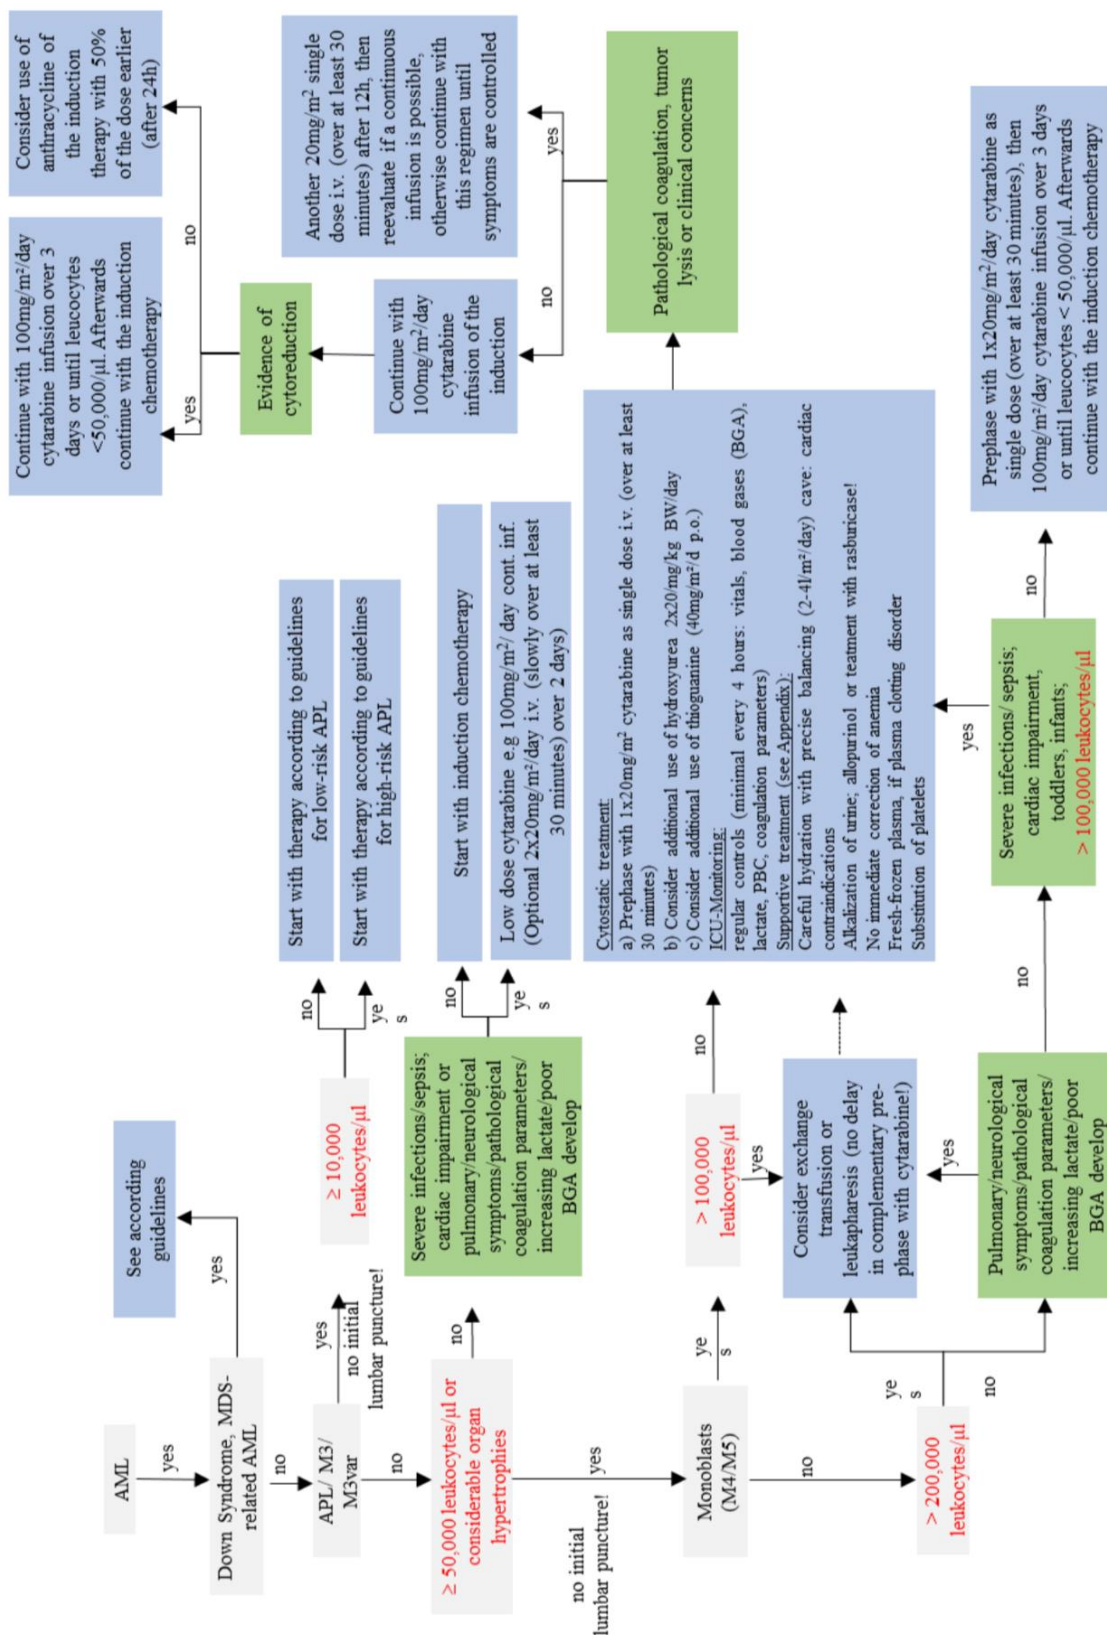 AML
yes
Down Syndrome, MDS-
related AML
yes
See according
guidelines
no
APL/ M3/
M3var
yes
no initial
lumbar puncture!
≥ 10,000
leukocytes/µl
no
Start with therapy according to guidelines
for low-risk APL
ye
s
Start with therapy according to guidelines
for high-risk APL
no
≥ 50,000 leukocytes/µl or
considerable organ
hypertrophies
no
Severe infections/sepsis;
cardiac impairment or
pulmonary/neurological
symptoms/pathological
coagulation parameters/
increasing lactate/poor
BGA develop
no
Start with induction chemotherapy
ye
s
Low dose cytarabine e.g 100mg/m²/ day cont. inf.
(Optional 2x20mg/m²/day i.v. (slowly over at least
30 minutes) over 2 days)
yes
no initial
lumbar puncture!
Monoblasts
(M4/M5)
ye
s
> 100,000
leukocytes/µl
no
yes
Consider exchange
transfusion or
leukapharesis (no delay
in complementary pre-
phase with cytarabine!)
no
> 200,000
leukocytes/µl
ye
s
no
Pulmonary/neurological
symptoms/pathological
coagulation parameters/
increasing lactate/poor
BGA develop
yes
no
Severe infections/ sepsis;
cardiac impairment,
toddlers, infants;
> 100,000 leukocytes/µl
yes
no
Prephase with 1x20mg/m²/day cytarabine as
single dose (over at least 30 minutes), then
100mg/m²/day cytarabine infusion over 3 days
or until leucocytes < 50,000/µl. Afterwards
continue with the induction chemotherapy
Cytostatic treatment:
a) Prephase with 1x20mg/m² cytarabine as single dose i.v. (over at least
30 minutes)
b) Consider additional use of hydroxyurea 2x20/mg/kg BW/day
c) Consider additional use of thioguanine (40mg/m²/d p.o.)
ICU-Monitoring:
regular controls (minimal every 4 hours: vitals, blood gases (BGA),
lactate, PBC, coagulation parameters)
Supportive treatment (see Appendix):
Careful hydration with precise balancing (2-4l/m²/day) cave: cardiac
contraindications
Alkalization of urine; allopurinol or teatment with rasburicase!
No immediate correction of anemia
Fresh-frozen plasma, if plasma clotting disorder
Substitution of platelets
Pathological coagulation, tumor
lysis or clinical concerns
no
yes
Continue with
100mg/m²/day
cytarabine
infusion of the
induction
Another 20mg/m² single
dose i.v. (over at least 30
minutes) after 12h, then
reevaluate if a continuous
infusion is possible,
otherwise continue with
this regimen until
symptoms are controlled
Evidence of
cytoreduction
yes
no
Continue with 100mg/m²/day
cytarabine infusion over 3
days or until leucocytes
<50,000/µl. Afterwards
continue with the induction
chemotherapy
Consider use of
anthracycline of
the induction
therapy with 50%
of the dose earlier
(after 24h)